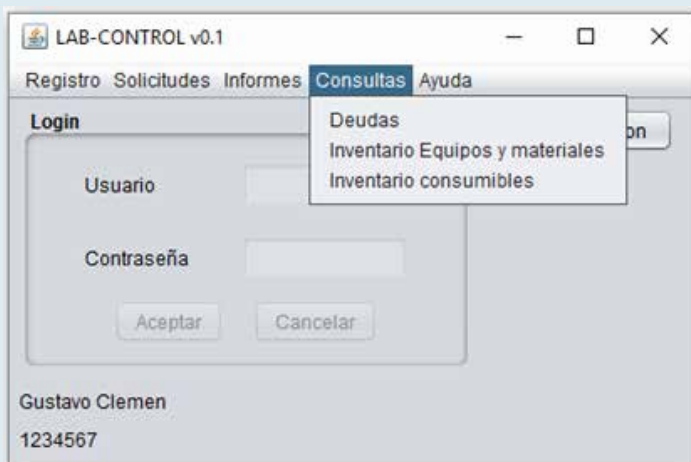 LAB-CONTROL v0.1
Registro Solicitudes Informes Consultas Ayuda
Login
Deudas
Inventario Equipos y materiales
Inventario consumibles
Usuario
Contraseña
Aceptar Cancelar
Gustavo Clemen
1234567